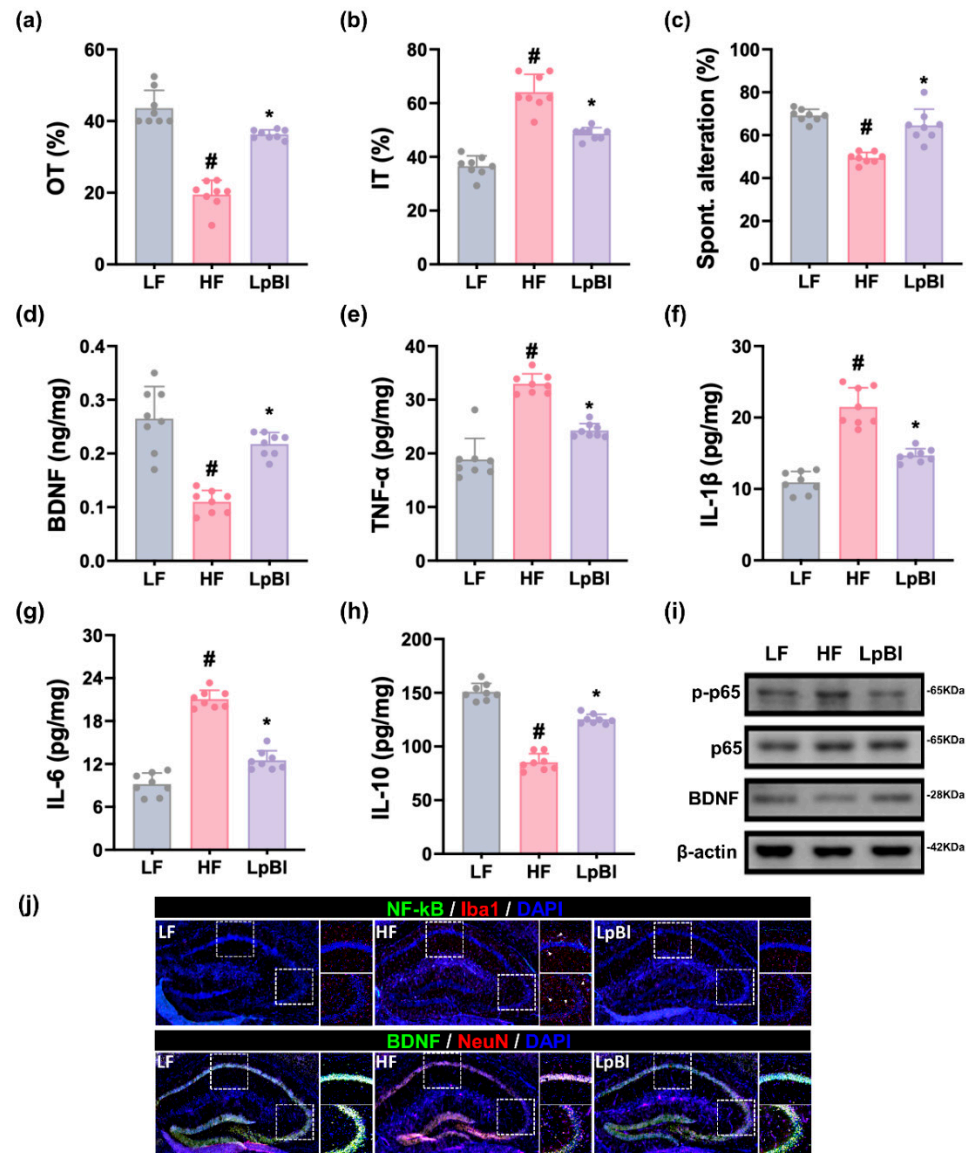 (a)
OT (%)
60
40
20
0
#
*
LF HF LpBI
(b)
IT (%)
80
60
40
20
0
#
*
LF HF LpBI
(c)
Spont. alteration (%)
100
80
60
40
20
0
#
*
LF HF LpBI
(d)
BDNF (ng/mg)
0.4
0.3
0.2
0.1
0.0
#
*
LF HF LpBI
(e)
TNF-α (pg/mg)
40
30
20
10
0
#
*
LF HF LpBI
(f)
IL-1β (pg/mg)
30
20
10
0
#
*
LF HF LpBI
(g)
IL-6 (pg/mg)
30
24
18
12
6
0
#
*
LF HF LpBI
(h)
IL-10 (pg/mg)
200
150
100
50
0
#
*
LF HF LpBI
(i)
LF HF LpBI
p-p65 -65KDa
p65 -65KDa
BDNF -28KDa
β-actin -42KDa
(j)
NF-kB / Iba1 / DAPI
LF HF LpBI
BDNF / NeuN / DAPI
LF HF LpBI